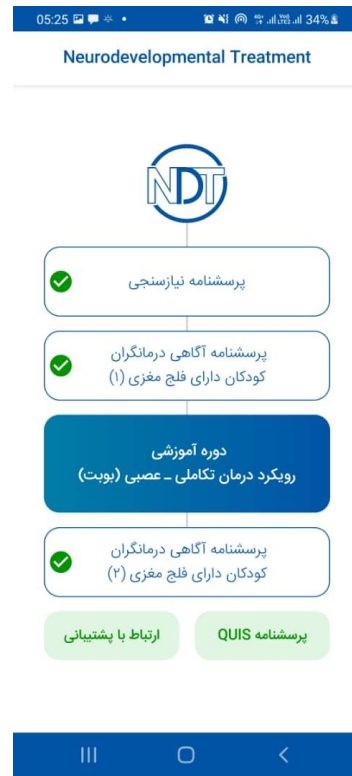 05:25
34%
Neurodevelopmental Treatment
NDT
پرسشنامه نیازسنجی
پرسشنامه آگاهی درمانگران
کودکان دارای فلج مغزی (۱)
دوره آموزشی
رویکرد درمان تکاملی - عصبی (بوبت)
پرسشنامه آگاهی درمانگران
کودکان دارای فلج مغزی (۲)
پرسشنامه QUIS
ارتباط با پشتیبانی